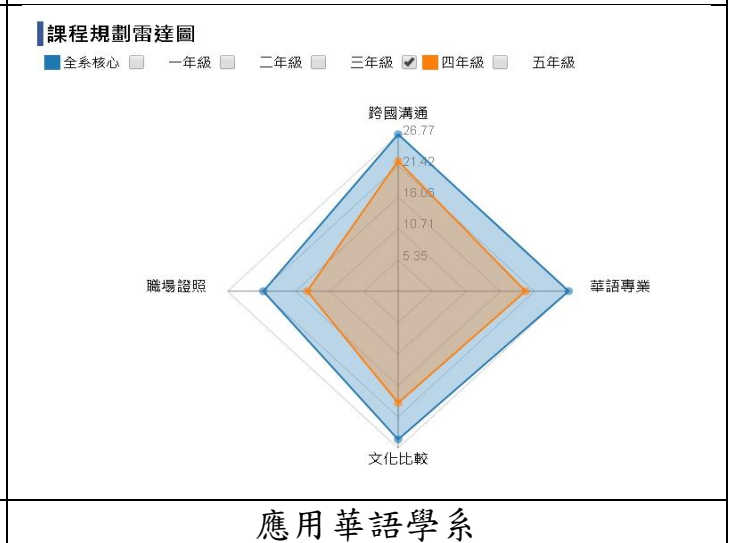 課程規劃雷達圖
全系核心 一年級 二年級 三年級 四年級 五年級
跨國溝通
26.77
21.42
16.06
10.71
5.35
職場證照
華語專業
文化比較
應用華語學系